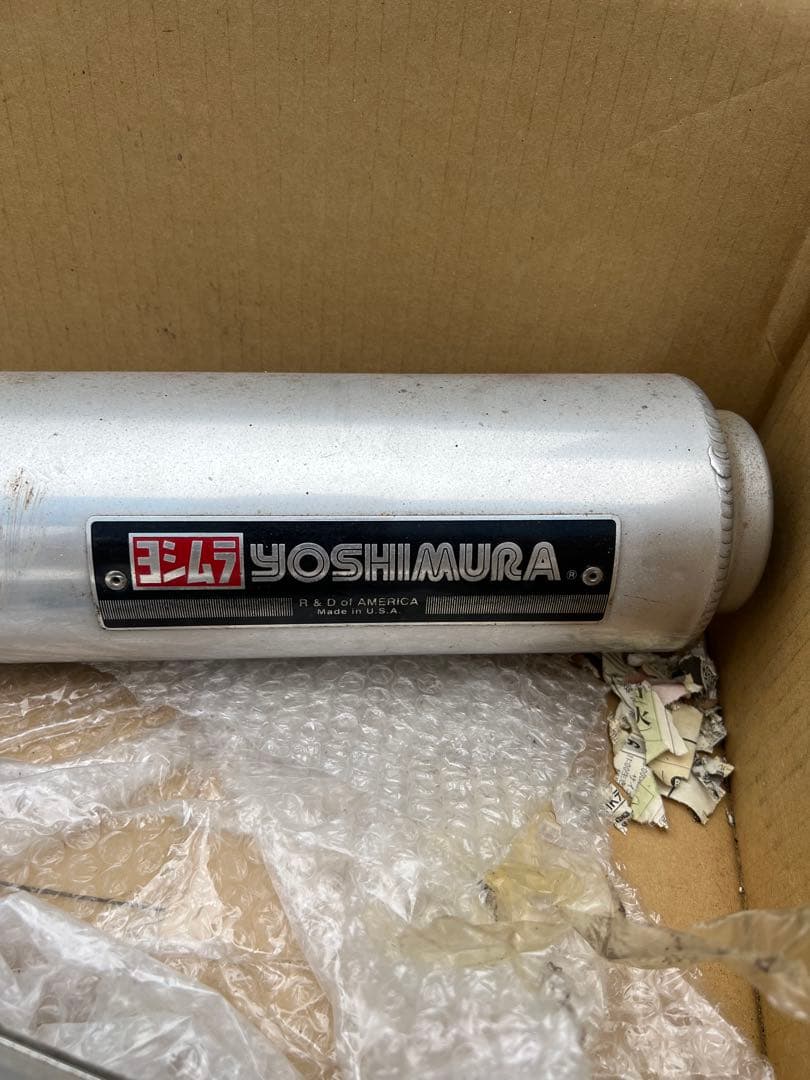 ヨシムラ YOSHIMURA ®
R & D of AMERICA
Made in U.S.A.